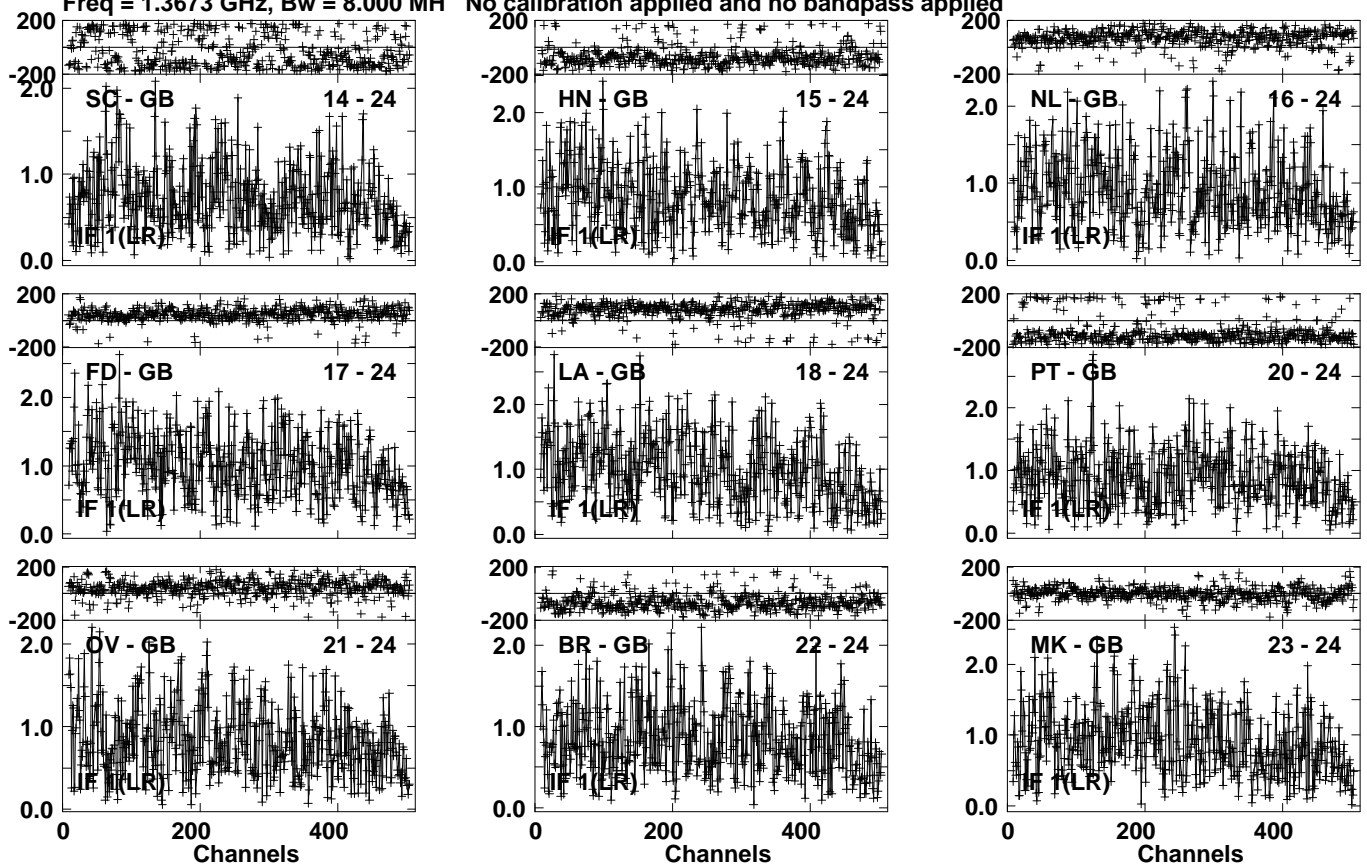 Freq = 1.3673 GHz, Bw = 8.000 MH No calibration applied and no bandpass applied
200
-200
2.0
1.0
0.0
SC - GB 14 - 24
IF 1(LR)
200
-200
2.0
1.0
0.0
HN - GB 15 - 24
IF 1(LR)
200
-200
2.0
1.0
0.0
NL - GB 16 - 24
IF 1(LR)
200
-200
2.0
1.0
0.0
FD - GB 17 - 24
IF 1(LR)
200
-200
2.0
1.0
0.0
LA - GB 18 - 24
IF 1(LR)
200
-200
2.0
1.0
0.0
PT - GB 20 - 24
IF 1(LR)
200
-200
2.0
1.0
0.0
OV - GB 21 - 24
IF 1(LR)
0 200 400
Channels
200
-200
2.0
1.0
0.0
BR - GB 22 - 24
IF 1(LR)
0 200 400
Channels
200
-200
2.0
1.0
0.0
MK - GB 23 - 24
IF 1(LR)
0 200 400
Channels